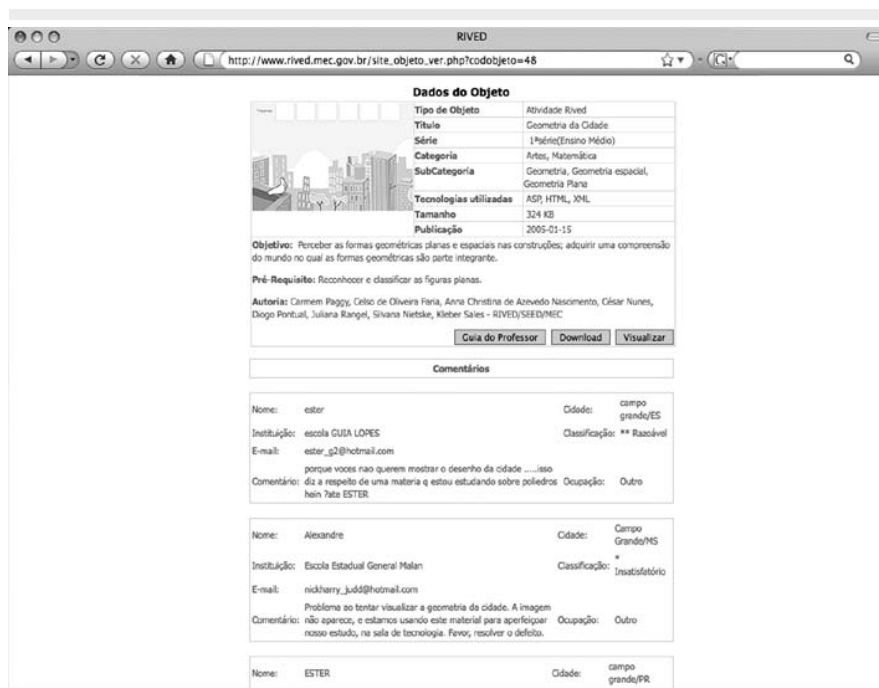 RIVED
http://www.rived.mec.gov.br/site_objeto_ver.php?codobjeto=48
Dados do Objeto
Tipo de Objeto Atividade Rived
Título Geometria da Cidade
Série 1ªsérie(Ensino Médio)
Categoria Artes, Matemática
SubCategoria Geometria, Geometria espacial,
Geometria Plana
Tecnologias utilizadas ASP, HTML, XML
Tamanho 324 KB
Publicação 2005-01-15
Objetivo: Perceber as formas geométricas planas e espaciais nas construções; adquirir uma compreensão
do mundo no qual as formas geométricas são parte integrante.
Pré-Requisito: Reconhecer e classificar as figuras planas.
Autoria: Carmem Paggy, Celso de Oliveira Faria, Anna Christina de Azevedo Nascimento, César Nunes,
Diogo Pontual, Juliana Rangel, Silvana Nietske, Kleber Sales - RIVED/SEED/MEC
Guia do Professor Download Visualizar
Comentários
Nome: ester Cidade: campo
grande/ES
Instituição: escola GUIA LOPES Classificação: ** Razoável
E-mail: ester_g2@hotmail.com
porque voces nao querem mostrar o desenho da cidade .....isso
Comentário: diz a respeito de uma materia q estou estudando sobre poliedros Ocupação: Outro
hein ?ate ESTER
Nome: Alexandre Cidade: Campo
Grande/MS
Instituição: Escola Estadual General Malan Classificação: *
Insatisfatório
E-mail: nickharry_judd@hotmail.com
Problema ao tentar visualizar a geometria da cidade. A imagem
Comentário: não aparece, e estamos usando este material para aperfeiçoar Ocupação: Outro
nosso estudo, na sala de tecnologia. Favor, resolver o defeito.
Nome: ESTER Cidade: campo
grande/PR